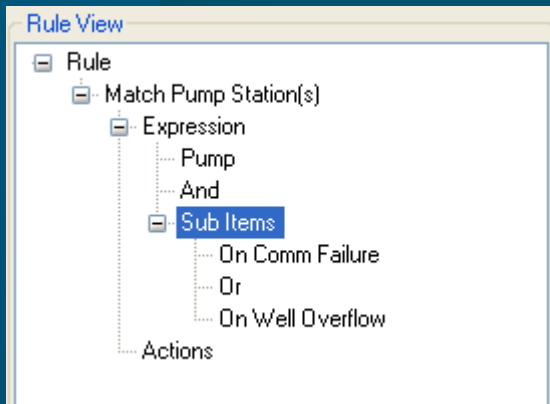 Rule View
Rule
Match Pump Station(s)
Expression
Pump
And
Sub Items
On Comm Failure
Or
On Well Overflow
Actions